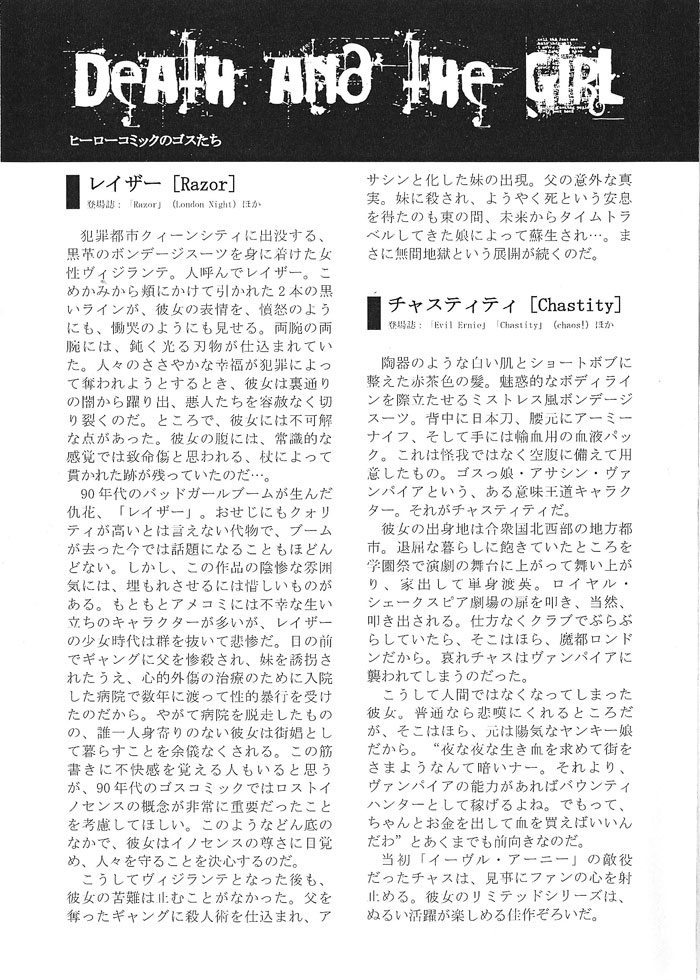 Death and the Girl
ヒーローコミックのゴスたち
レイザー [Razor]
登場誌：「Razor」（London Night）ほか
犯罪都市クィーンシティに出没する、
黒革のボンデージスーツを身に着けた女
性ヴィジランテ。人呼んでレイザー。こ
めかみから頬にかけて引かれた２本の黒
いラインが、彼女の表情を、憤怒のよう
にも、慟哭のようにも見せる。両腕の両
腕には、鈍く光る刃物が仕込まれてい
た。人々のささやかな幸福が犯罪によっ
て奪われようとするとき、彼女は裏通り
の闇から躍り出、悪人たちを容赦なく切
り裂くのだ。ところで、彼女には不可解
な点があった。彼女の腹には、常識的な
感覚では致命傷と思われる、杖によって
貫かれた跡が残っていたのだ…。
90年代のバッドガールブームが生んだ
仇花、「レイザー」。おせじにもクォリ
ティが高いとは言えない代物で、ブーム
が去った今では話題になることもほどん
どない。しかし、この作品の陰惨な雰囲
気には、埋もれさせるには惜しいものが
ある。もともとアメコミには不幸な生い
立ちのキャラクターが多いが、レイザー
の少女時代は群を抜いて悲惨だ。目の前
でギャングに父を惨殺され、妹を誘拐さ
れたうえ、心的外傷の治療のために入院
した病院で数年に渡って性的暴行を受け
たのだから。やがて病院を脱走したもの
の、誰一人身寄りのない彼女は街娼とし
て暮らすことを余儀なくされる。この筋
書きに不快感を覚える人もいると思う
が、90年代のゴスコミックではロストイ
ノセンスの概念が非常に重要だったこと
を考慮してほしい。このようなどん底の
なかで、彼女はイノセンスの尊さに目覚
め、人々を守ることを決心するのだ。
こうしてヴィジランテとなった後も、
彼女の苦難は止むことがなかった。父を
奪ったギャングに殺人術を仕込まれ、ア
サシンと化した妹の出現。父の意外な真
実。妹に殺され、ようやく死という安息
を得たのも束の間、未来からタイムトラ
ベルしてきた娘によって蘇生され…。ま
さに無間地獄という展開が続くのだ。
チャスティティ [Chastity]
登場誌：「Evil Ernie」「Chastity」（chaos!）ほか
陶器のような白い肌とショートボブに
整えた赤茶色の髪。魅惑的なボディライ
ンを際立たせるミストレス風ボンデージ
スーツ。背中に日本刀、腰元にアーミー
ナイフ、そして手には輸血用の血液パッ
ク。これは怪我ではなく空腹に備えて用
意したもの。ゴスっ娘・アサシン・ヴァ
ンパイアという、ある意味王道キャラク
ター。それがチャスティティだ。
彼女の出身地は合衆国北西部の地方都
市。退屈な暮らしに飽きていたところを
学園祭で演劇の舞台に上がって舞い上が
り、家出して単身渡英。ロイヤル・
シェークスピア劇場の扉を叩き、当然、
叩き出される。仕方なくクラブでぶらぶ
らしていたら、そこはほら、魔都ロンド
ンだから。哀れチャスはヴァンパイアに
襲われてしまうのだった。
こうして人間ではなくなってしまった
彼女。普通なら悲嘆にくれるところだ
が、そこはほら、元は陽気なヤンキー娘
だから。“夜な夜な生き血を求めて街を
さまようなんて暗いナー。それより、
ヴァンパイアの能力があればバウンティ
ハンターとして稼げるよね。でもって、
ちゃんとお金を出して血を買えばいいん
だわ”とあくまでも前向きなのだ。
当初「イーヴル・アーニー」の敵役
だったチャスは、見事にファンの心を射
止める。彼女のリミテッドシリーズは、
ぬるい活躍が楽しめる佳作ぞろいだ。